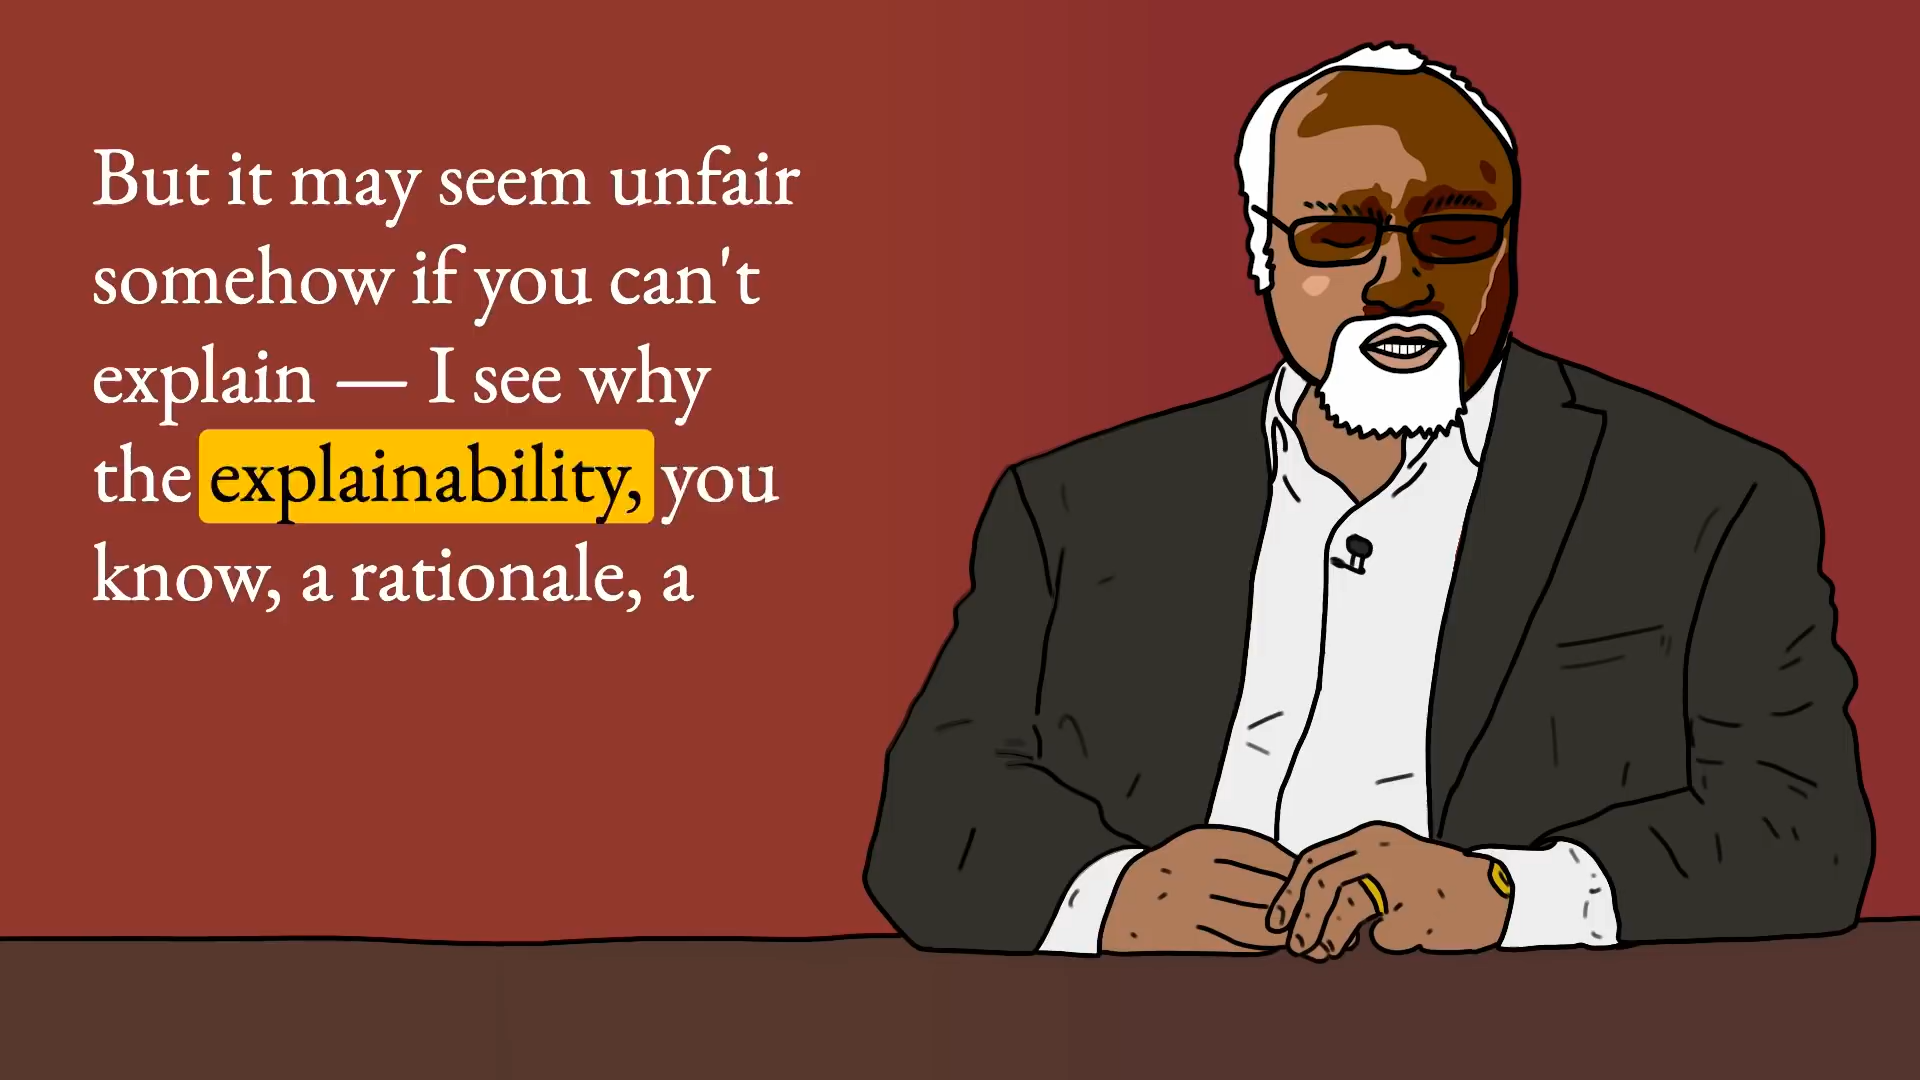 But it may seem unfair
somehow if you can't
explain — I see why
the explainability, you
know, a rationale, a